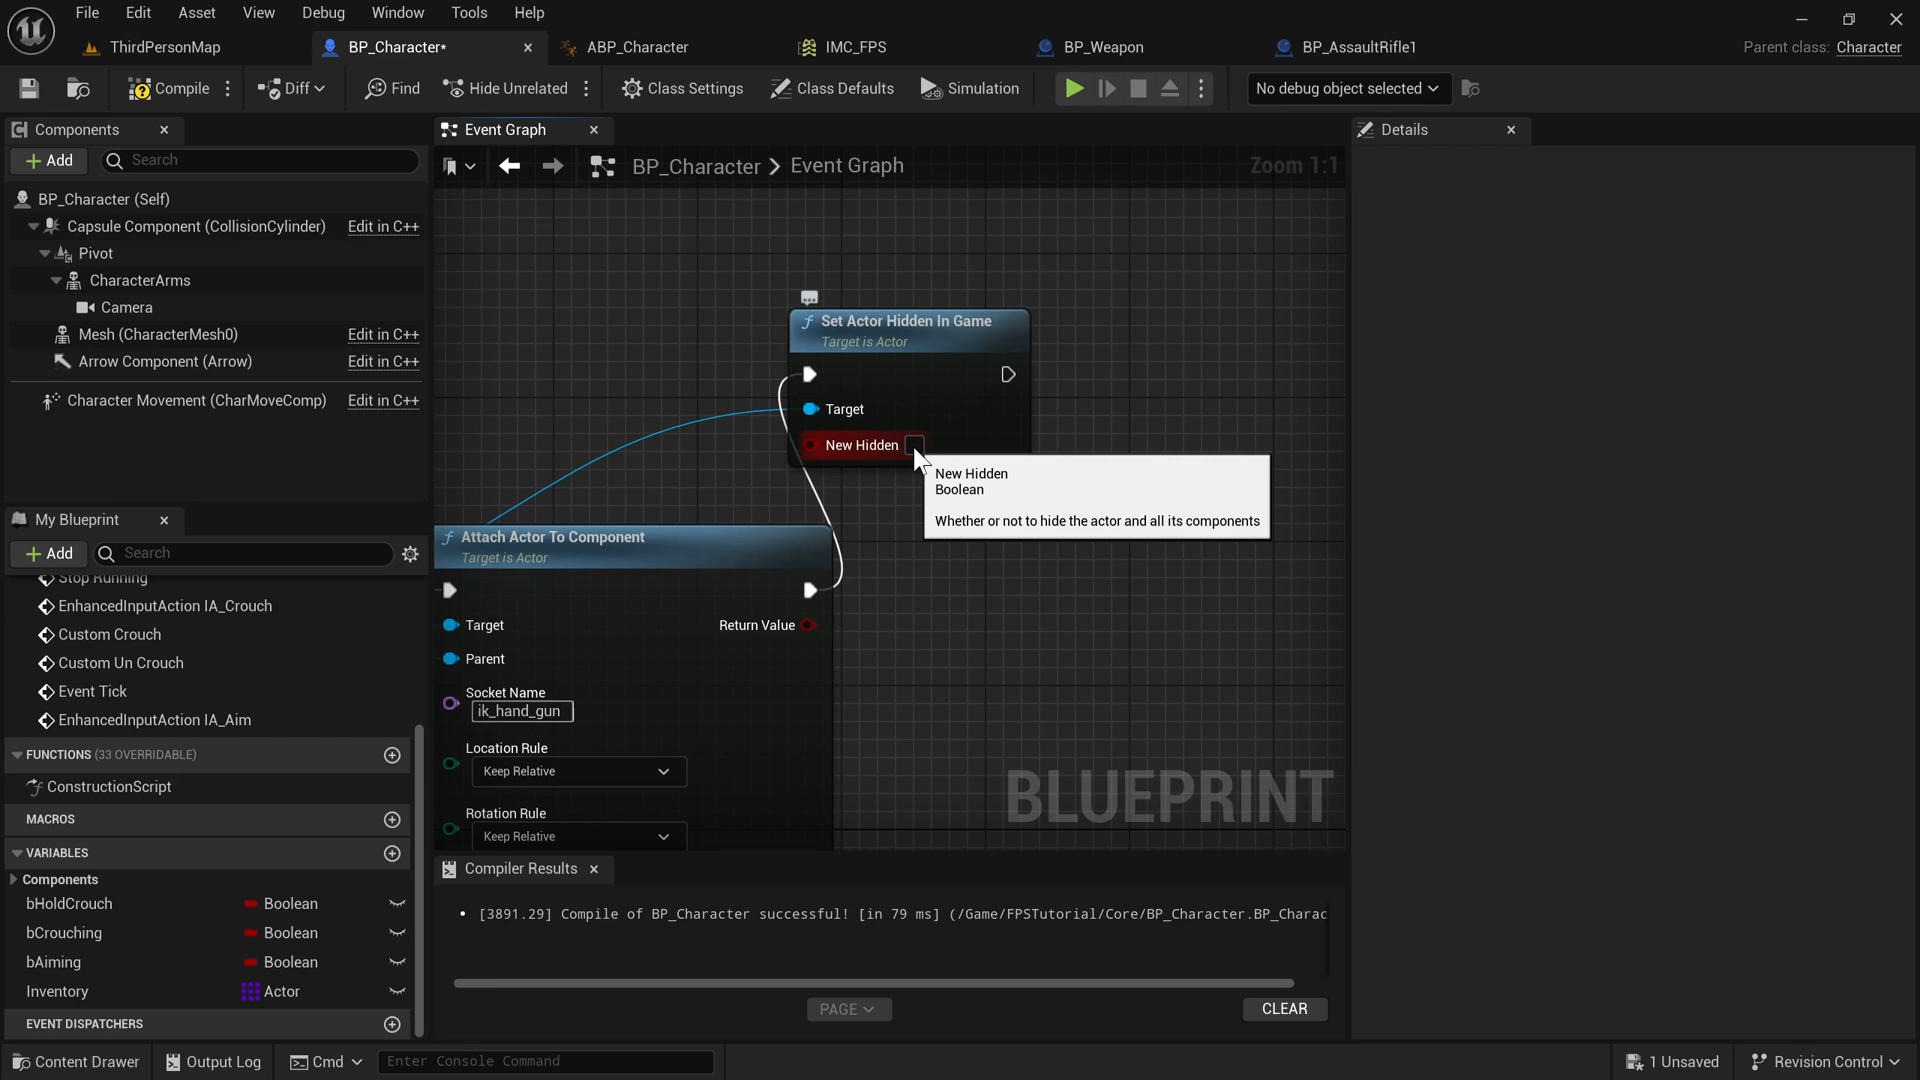 File Edit Asset View Debug Window Tools Help
ThirdPersonMap BP_Character* ABP_Character IMC_FPS BP_Weapon BP_AssaultRifle1 Parent class: Character
Compile Diff Find Hide Unrelated Class Settings Class Defaults Simulation No debug object selected
Components Event Graph Details
Add Search
BP_Character > Event Graph Zoom 1:1
BP_Character (Self)
Capsule Component (CollisionCylinder) Edit in C++
Pivot
CharacterArms
Camera
Mesh (CharacterMesh0) Edit in C++
Arrow Component (Arrow) Edit in C++
Character Movement (CharMoveComp) Edit in C++
Set Actor Hidden In Game
Target is Actor
Target
New Hidden
New Hidden
Boolean
Whether or not to hide the actor and all its components
Attach Actor To Component
Target is Actor
Target Return Value
Parent
Socket Name
ik_hand_gun
Location Rule
Keep Relative
Rotation Rule
Keep Relative
BLUEPRINT
My Blueprint
Add Search
Stop Running
EnhancedInputAction IA_Crouch
Custom Crouch
Custom Un Crouch
Event Tick
EnhancedInputAction IA_Aim
FUNCTIONS (33 OVERRIDABLE)
ConstructionScript
MACROS
VARIABLES
Components
bHoldCrouch Boolean
bCrouching Boolean
bAiming Boolean
Inventory Actor
EVENT DISPATCHERS
Compiler Results
[3891.29] Compile of BP_Character successful! [in 79 ms] (/Game/FPSTutorial/Core/BP_Character.BP_Charac
PAGE CLEAR
Content Drawer Output Log Cmd Enter Console Command 1 Unsaved Revision Control